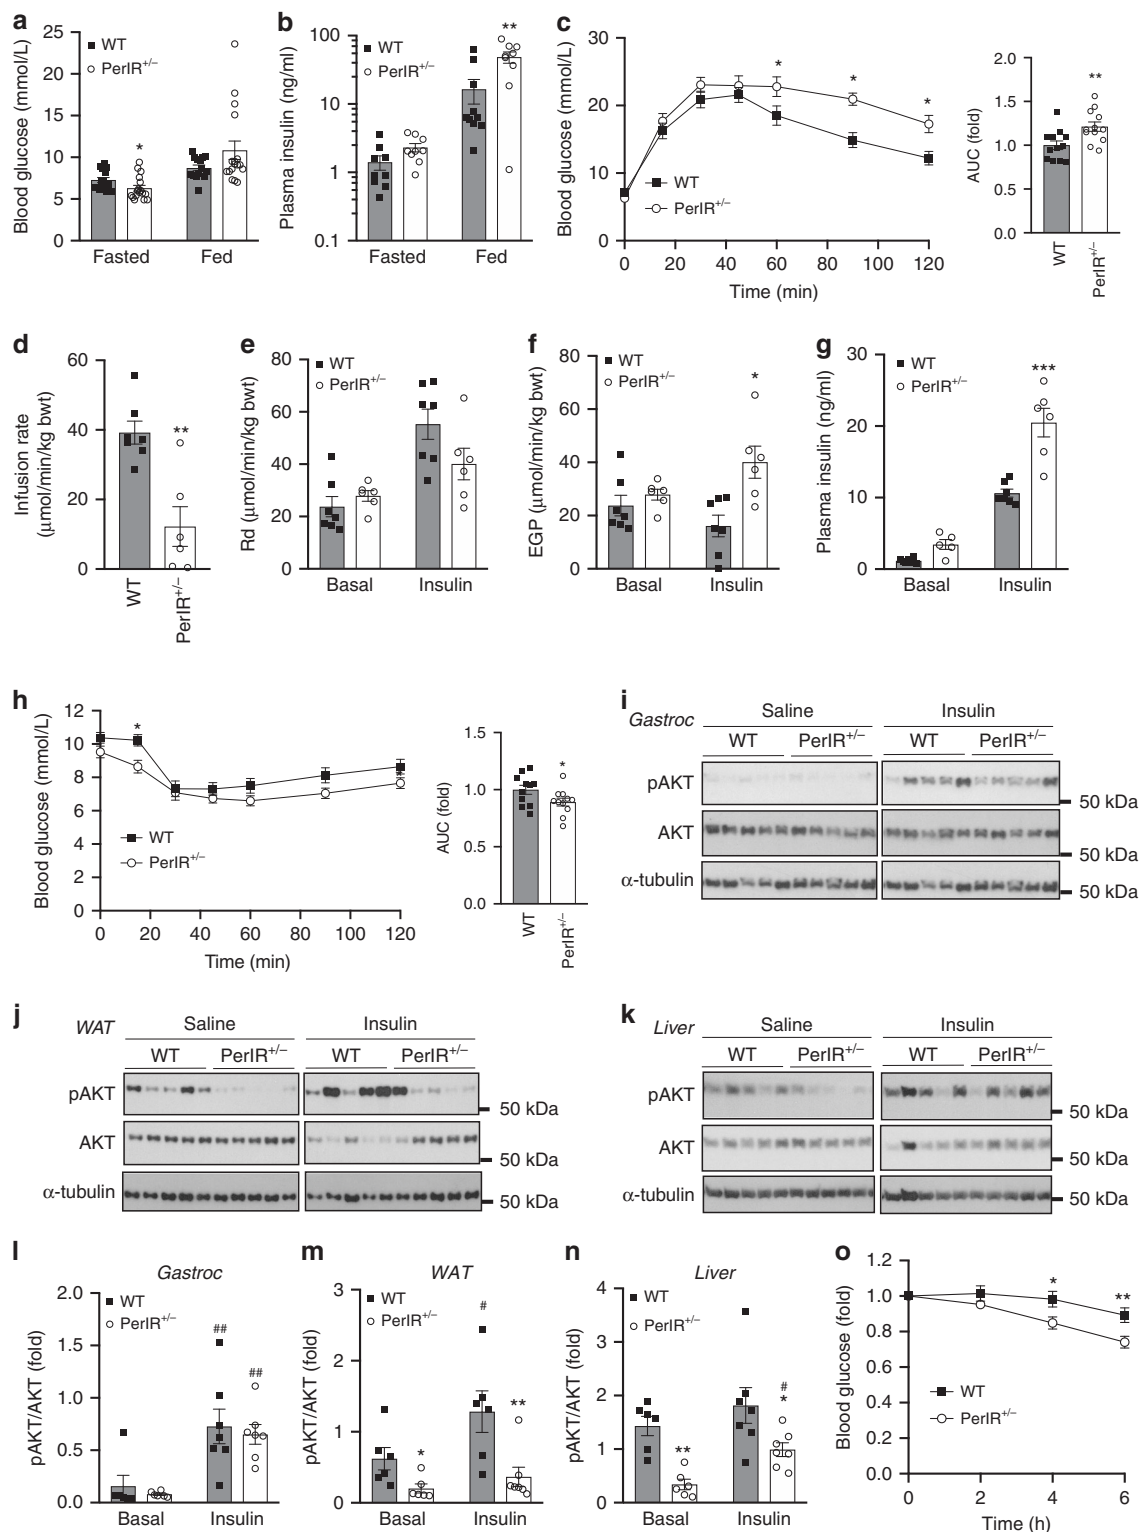 a
Blood glucose (mmol/L)
25
20
15
10
5
0
WT
PerIR+/–
*
Fasted
Fed
b
Plasma insulin (ng/ml)
100
10
1
0.1
WT
PerIR+/–
**
Fasted
Fed
c
Blood glucose (mmol/L)
30
20
10
0
* * *
WT
PerIR+/–
0 20 40 60 80 100 120
Time (min)
AUC (fold)
2.0
1.5
1.0
0.5
0.0
**
WT
PerIR+/–
d
Infusion rate
(μmol/min/kg bwt)
60
40
20
0
**
WT
PerIR+/–
e
Rd (μmol/min/kg bwt)
80
60
40
20
0
WT
PerIR+/–
Basal
Insulin
f
EGP (μmol/min/kg bwt)
80
60
40
20
0
WT
PerIR+/–
*
Basal
Insulin
g
Plasma insulin (ng/ml)
30
20
10
0
WT
PerIR+/–
***
Basal
Insulin
h
Blood glucose (mmol/L)
12
10
8
6
4
2
0
*
*
WT
PerIR+/–
0 20 40 60 80 100 120
Time (min)
AUC (fold)
1.5
1.0
0.5
0.0
*
WT
PerIR+/–
i
Gastroc
Saline
Insulin
WT PerIR+/– WT PerIR+/–
pAKT
50 kDa
AKT
50 kDa
α-tubulin
50 kDa
j
WAT
Saline
Insulin
WT PerIR+/– WT PerIR+/–
pAKT
50 kDa
AKT
50 kDa
α-tubulin
50 kDa
k
Liver
Saline
Insulin
WT PerIR+/– WT PerIR+/–
pAKT
50 kDa
AKT
50 kDa
α-tubulin
50 kDa
l
Gastroc
pAKT/AKT (fold)
2.0
1.5
1.0
0.5
0.0
WT
PerIR+/–
##
##
Basal
Insulin
m
WAT
pAKT/AKT (fold)
3
2
1
0
WT
PerIR+/–
*
#
**
Basal
Insulin
n
Liver
pAKT/AKT (fold)
4
3
2
1
0
WT
PerIR+/–
**
#
*
Basal
Insulin
o
Blood glucose (fold)
1.2
1.0
0.8
0.6
0.4
0.2
0.0
* **
WT
PerIR+/–
0 2 4 6
Time (h)